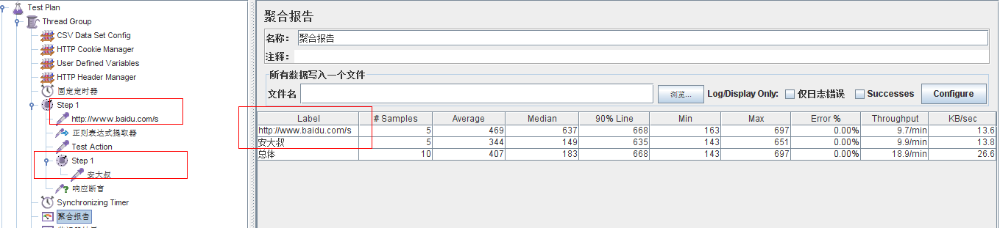 Test Plan
Thread Group
CSV Data Set Config
HTTP Cookie Manager
User Defined Variables
HTTP Header Manager
固定定时器
Step 1
http://www.baidu.com/s
正则表达式提取器
Test Action
Step 1
安大叔
响应断言
Synchronizing Timer
聚合报告
聚合报告
名称： 聚合报告
注释：
所有数据写入一个文件
文件名 浏览... Log/Display Only: 仅日志错误 Successes Configure
Label # Samples Average Median 90% Line Min Max Error % Throughput KB/sec
http://www.baidu.com/s 5 469 637 668 163 697 0.00% 9.7/min 13.6
安大叔 5 344 149 635 143 651 0.00% 9.9/min 13.8
总体 10 407 183 668 143 697 0.00% 18.9/min 26.6